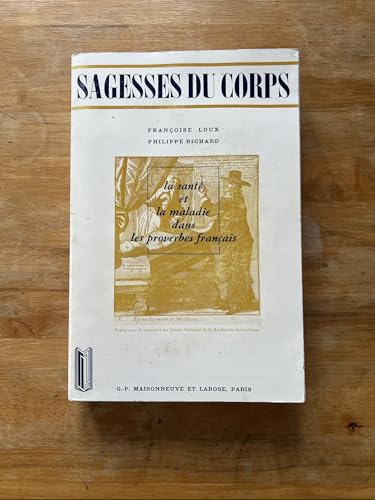 SAGESSES DU CORPS
FRANÇOISE LOUX
PHILIPPE RICHARD
la santé
et
la maladie
dans
les proverbes français
Publié avec le concours du Centre National de la Recherche Scientifique
G.-P. MAISONNEUVE ET LAROSE, PARIS